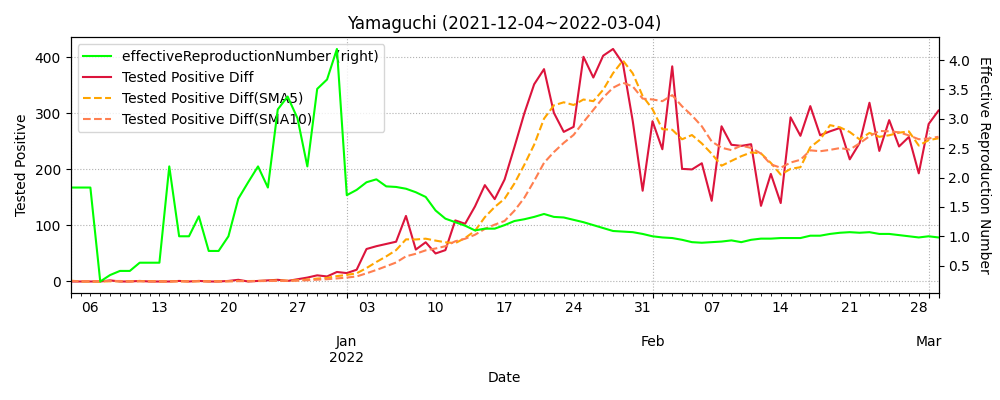 Yamaguchi (2021-12-04~2022-03-04)
effectiveReproductionNumber (right)
Tested Positive Diff
Tested Positive Diff(SMA5)
Tested Positive Diff(SMA10)
Tested Positive
400
300
200
100
0
Effective Reproduction Number
4.0
3.5
3.0
2.5
2.0
1.5
1.0
0.5
06 13 20 27 03 10 17 24 31 07 14 21 28
Jan Feb Mar
2022
Date